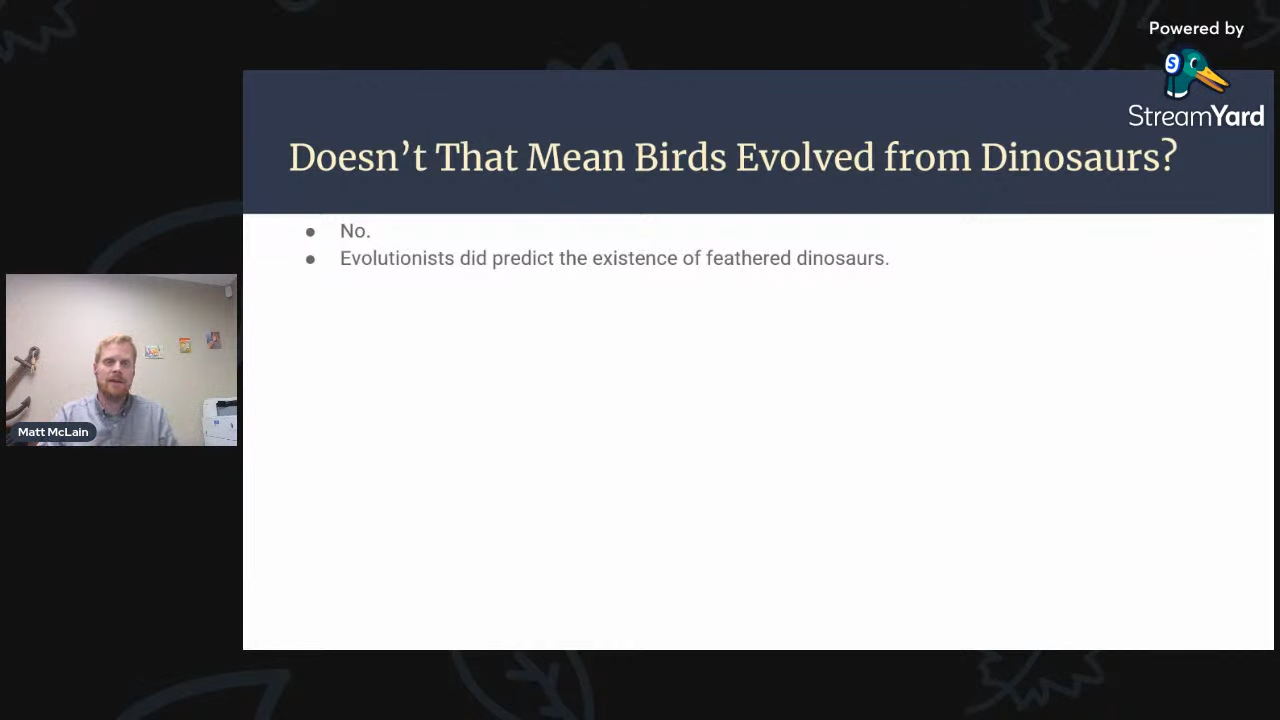 Powered by
S
StreamYard
Doesn’t That Mean Birds Evolved from Dinosaurs?
● No.
● Evolutionists did predict the existence of feathered dinosaurs.
Matt McLain